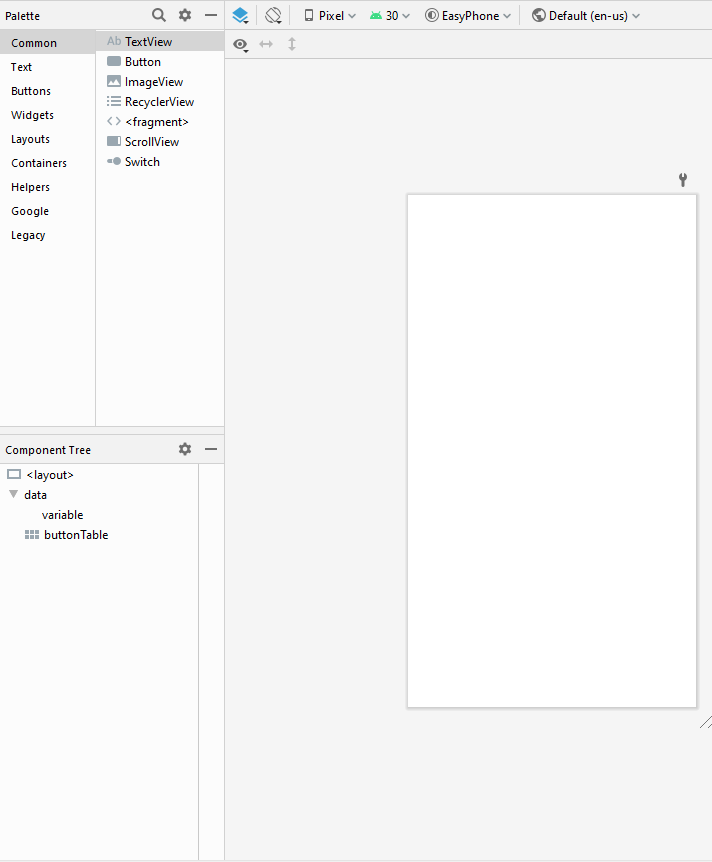 Palette
Pixel 30 EasyPhone Default (en-us)
Common
Text
Buttons
Widgets
Layouts
Containers
Helpers
Google
Legacy
Ab TextView
Button
ImageView
RecyclerView
<fragment>
ScrollView
Switch
Component Tree
<layout>
data
variable
buttonTable